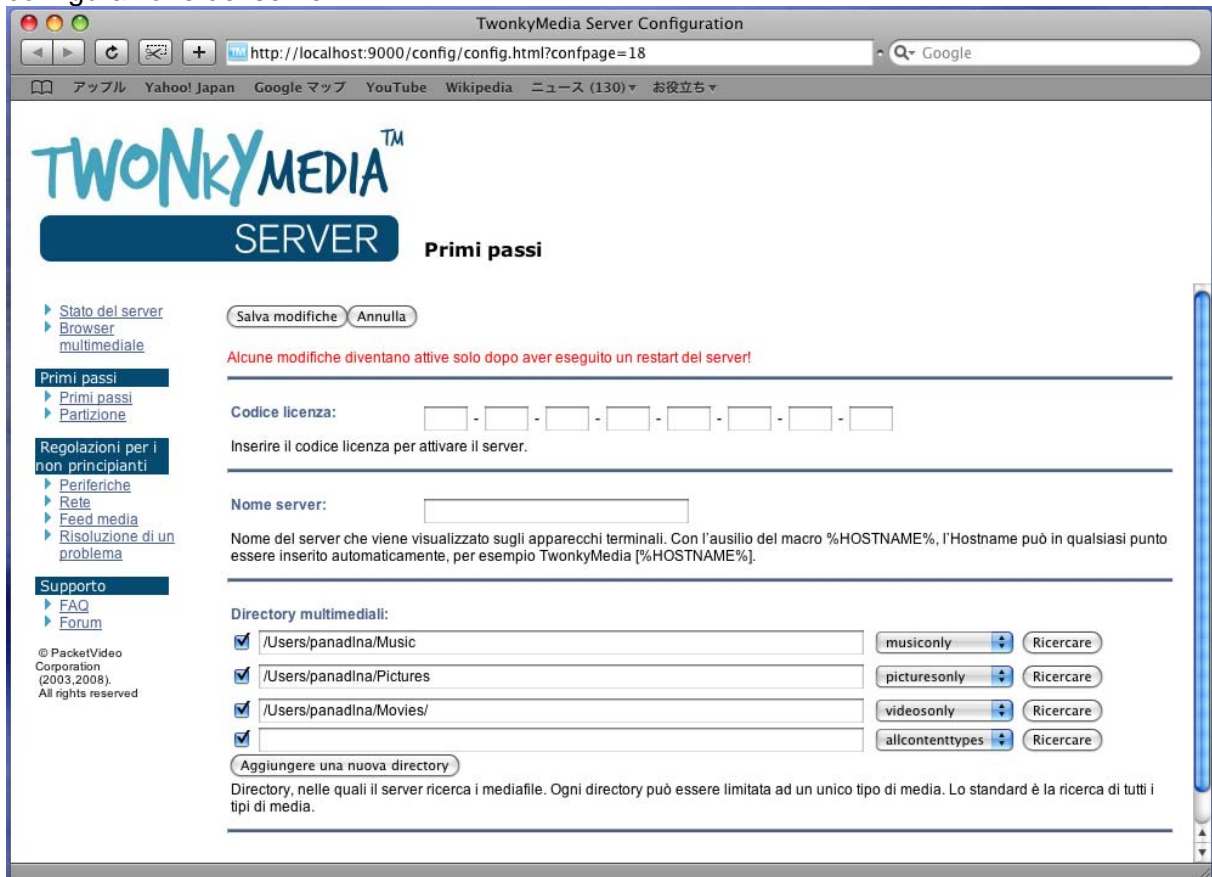 TwonkyMedia Server Configuration
http://localhost:9000/config/config.html?confpage=18
Google
アップル Yahoo! Japan Google マップ YouTube Wikipedia ニュース (130) お役立ち
TWONKYMEDIA™
SERVER
Primi passi
Stato del server
Browser
multimediale
Primi passi
Primi passi
Partizione
Regolazioni per i
non principianti
Periferiche
Rete
Feed media
Risoluzione di un
problema
Supporto
FAQ
Forum
© PacketVideo
Corporation
(2003,2008).
All rights reserved
Salva modifiche Annulla
Alcune modifiche diventano attive solo dopo aver eseguito un restart del server!
Codice licenza: - - - - - - -
Inserire il codice licenza per attivare il server.
Nome server:
Nome del server che viene visualizzato sugli apparecchi terminali. Con l'ausilio del macro %HOSTNAME%, l'Hostname può in qualsiasi punto
essere inserito automaticamente, per esempio TwonkyMedia [%HOSTNAME%].
Directory multimediali:
/Users/panadlna/Music musiconly Ricercare
/Users/panadlna/Pictures picturesonly Ricercare
/Users/panadlna/Movies/ videosonly Ricercare
allcontenttypes Ricercare
Aggiungere una nuova directory
Directory, nelle quali il server ricerca i mediafile. Ogni directory può essere limitata ad un unico tipo di media. Lo standard è la ricerca di tutti i
tipi di media.